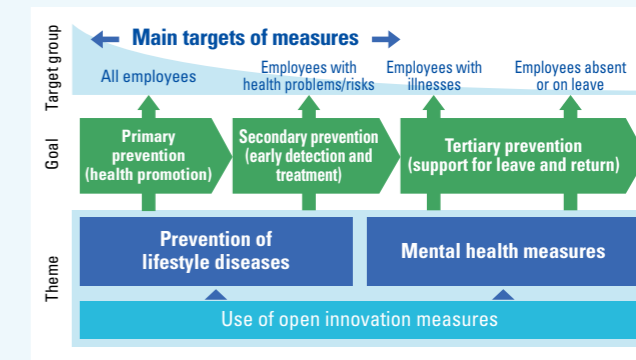 Target group
Main targets of measures
All employees
Employees with
health problems/risks
Employees with
illnesses
Employees absent
or on leave
Goal
Primary
prevention
(health promotion)
Secondary prevention
(early detection and
treatment)
Tertiary prevention
(support for leave and return)
Theme
Prevention of
lifestyle diseases
Mental health measures
Use of open innovation measures